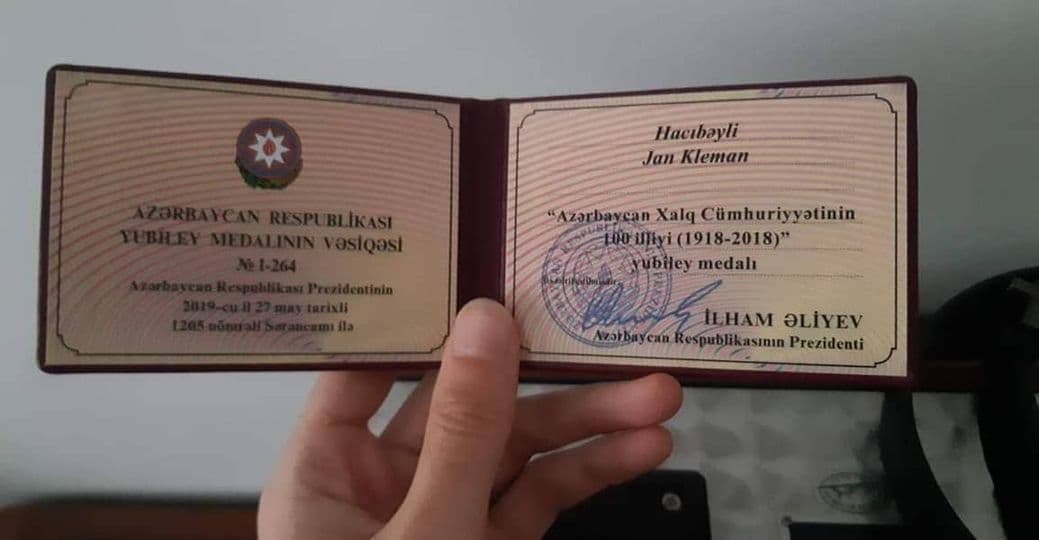 AZƏRBAYCAN RESPUBLİKASI
YUBİLEY MEDALININ VƏSİQƏSİ
№ I-264
Azərbaycan Respublikası Prezidentinin
2019-cu il 27 may tarixli
1205 nömrəli Sərəncamı ilə
Hacıbəyli
Jan Kleman
“Azərbaycan Xalq Cümhuriyyətinin
100 illiyi (1918-2018)”
yubiley medalı
İLHAM ƏLİYEV
Azərbaycan Respublikasının Prezidenti